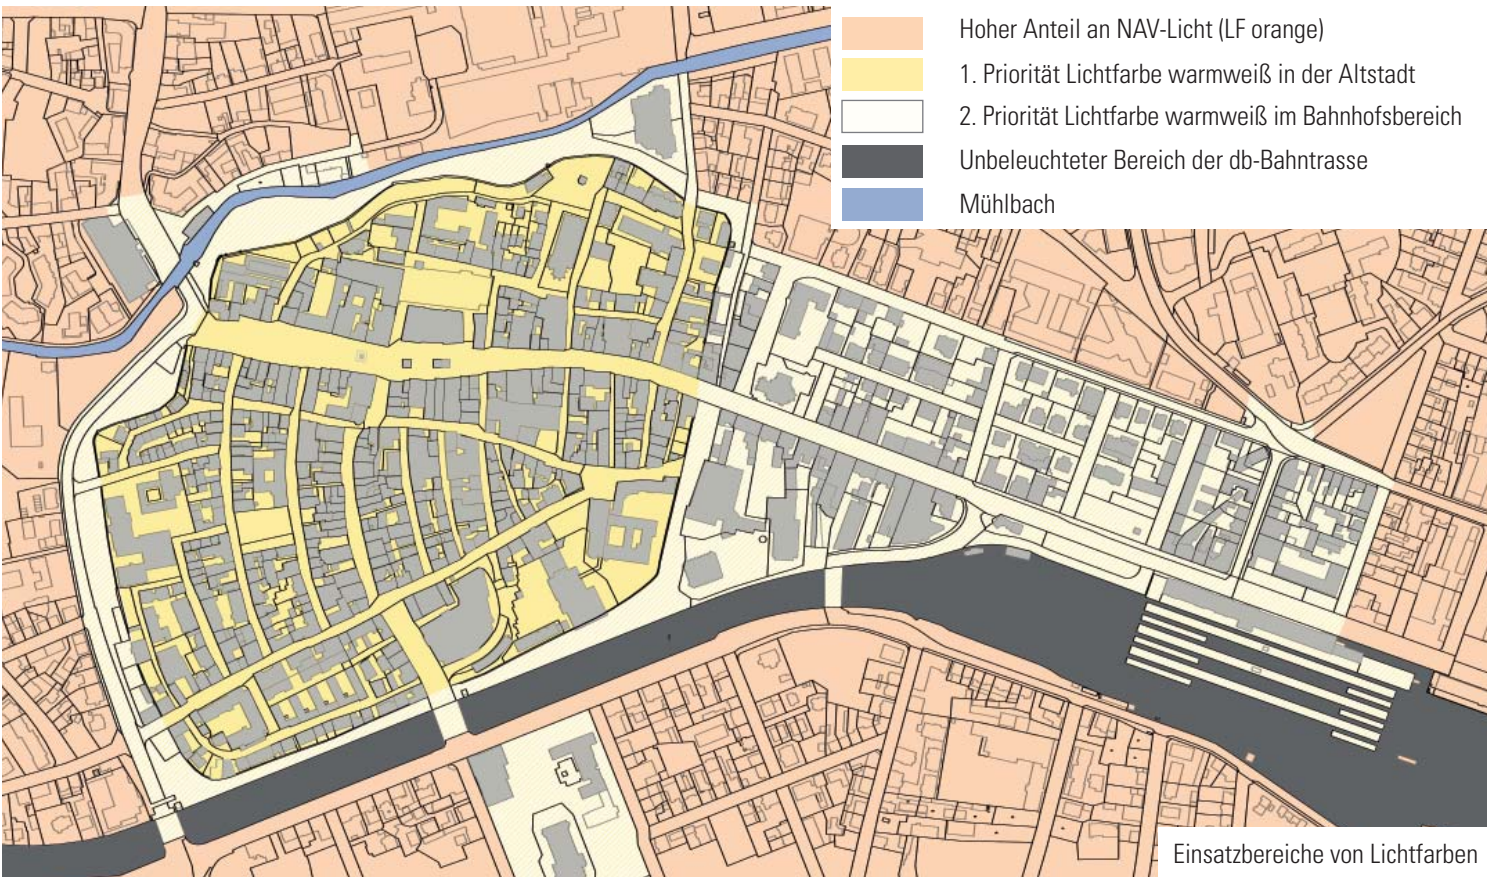 Hoher Anteil an NAV-Licht (LF orange)
1. Priorität Lichtfarbe warmweiß in der Altstadt
2. Priorität Lichtfarbe warmweiß im Bahnhofsbereich
Unbeleuchteter Bereich der db-Bahntrasse
Mühlbach
Einsatzbereiche von Lichtfarben